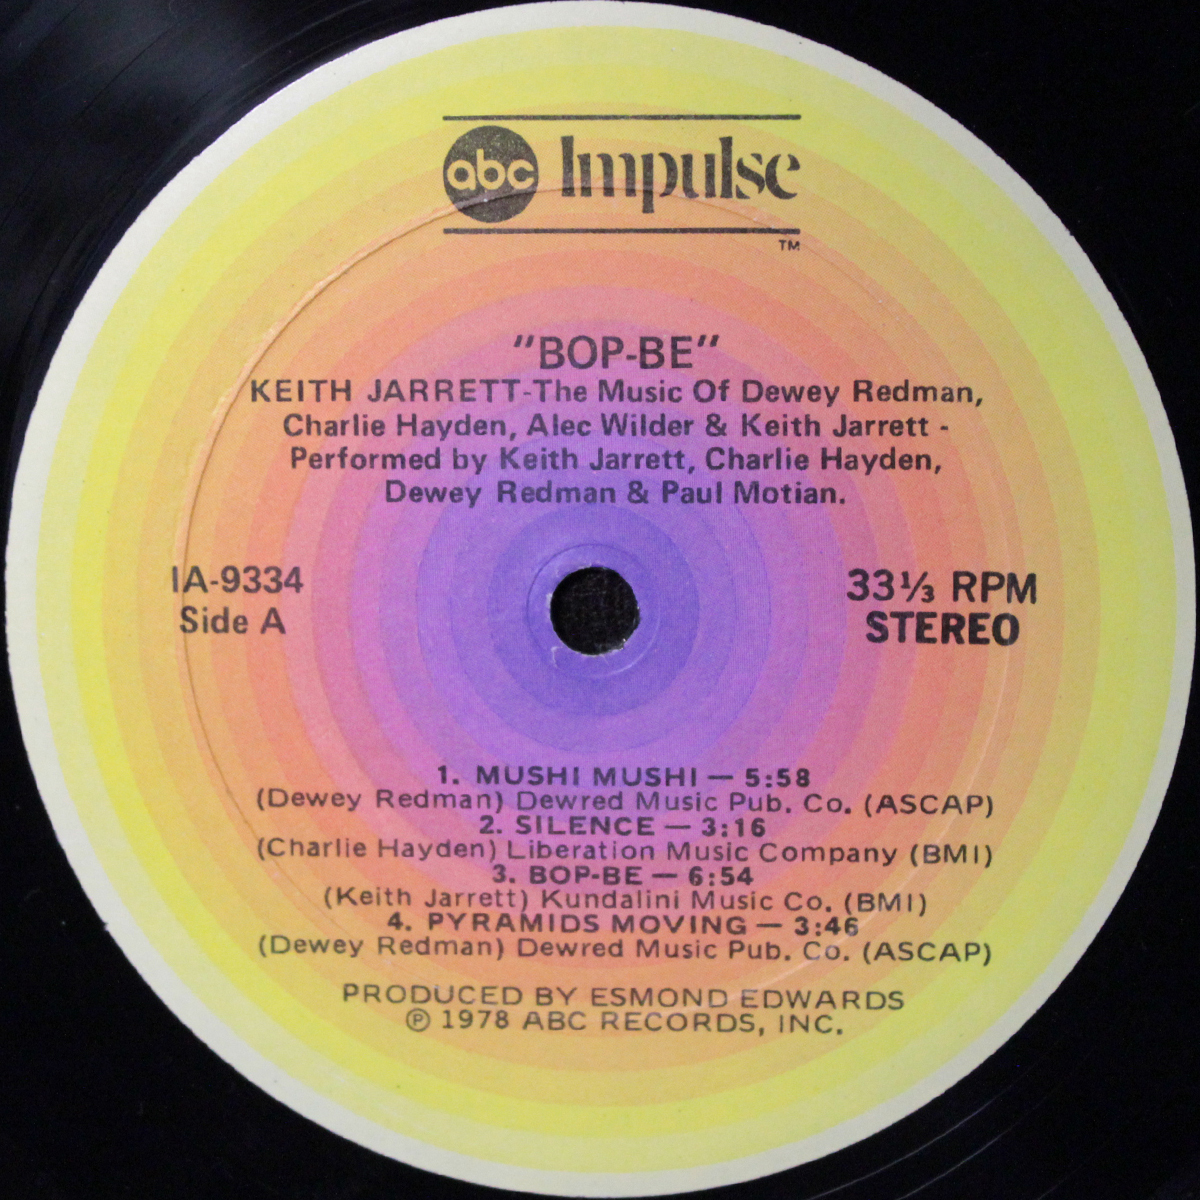 abc Impulse
TM
"BOP-BE"
KEITH JARRETT-The Music Of Dewey Redman,
Charlie Hayden, Alec Wilder & Keith Jarrett -
Performed by Keith Jarrett, Charlie Hayden,
Dewey Redman & Paul Motian.
IA-9334
Side A
33⅓ RPM
STEREO
1. MUSHI MUSHI — 5:58
(Dewey Redman) Dewred Music Pub. Co. (ASCAP)
2. SILENCE — 3:16
(Charlie Hayden) Liberation Music Company (BMI)
3. BOP-BE — 6:54
(Keith Jarrett) Kundalini Music Co. (BMI)
4. PYRAMIDS MOVING — 3:46
(Dewey Redman) Dewred Music Pub. Co. (ASCAP)
PRODUCED BY ESMOND EDWARDS
℗ 1978 ABC RECORDS, INC.